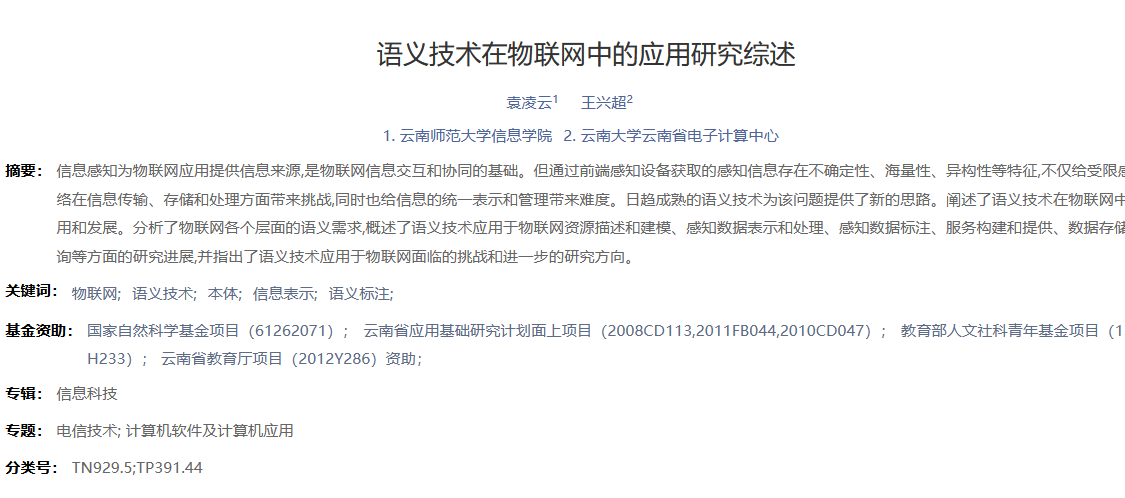 语义技术在物联网中的应用研究综述
袁凌云1 王兴超2
1. 云南师范大学信息学院 2. 云南大学云南省电子计算中心
摘要： 信息感知为物联网应用提供信息来源,是物联网信息交互和协同的基础。但通过前端感知设备获取的感知信息存在不确定性、海量性、异构性等特征,不仅给受限感
络在信息传输、存储和处理方面带来挑战,同时也给信息的统一表示和管理带来难度。日趋成熟的语义技术为该问题提供了新的思路。阐述了语义技术在物联网中
用和发展。分析了物联网各个层面的语义需求,概述了语义技术应用于物联网资源描述和建模、感知数据表示和处理、感知数据标注、服务构建和提供、数据存储
询等方面的研究进展,并指出了语义技术应用于物联网面临的挑战和进一步的研究方向。
关键词： 物联网; 语义技术; 本体; 信息表示; 语义标注;
基金资助： 国家自然科学基金项目（61262071）； 云南省应用基础研究计划面上项目（2008CD113,2011FB044,2010CD047）； 教育部人文社科青年基金项目（1
H233）； 云南省教育厅项目（2012Y286）资助;
专辑： 信息科技
专题： 电信技术; 计算机软件及计算机应用
分类号： TN929.5;TP391.44